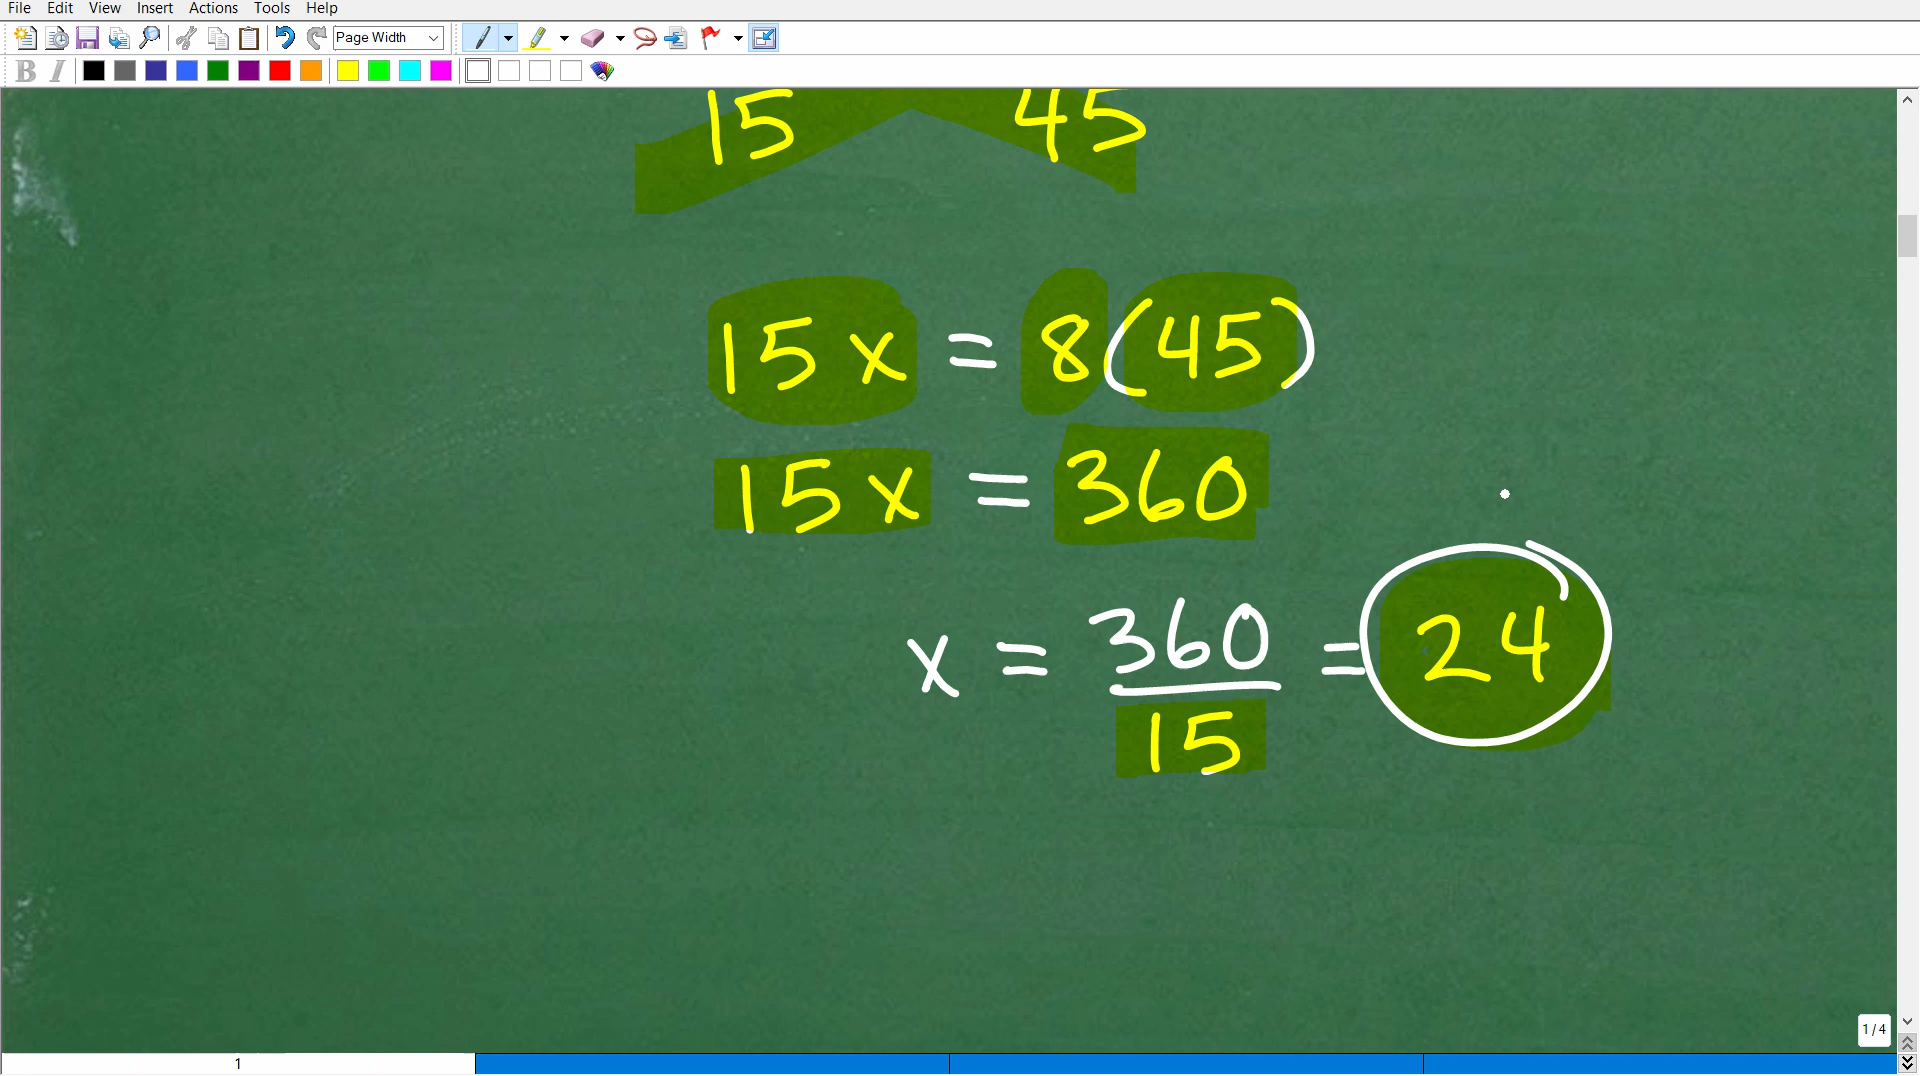 File Edit View Insert Actions Tools Help
Page Width
B I
15 45
15x = 8(45)
15x = 360
x = 360/15 = 24
1 / 4
1